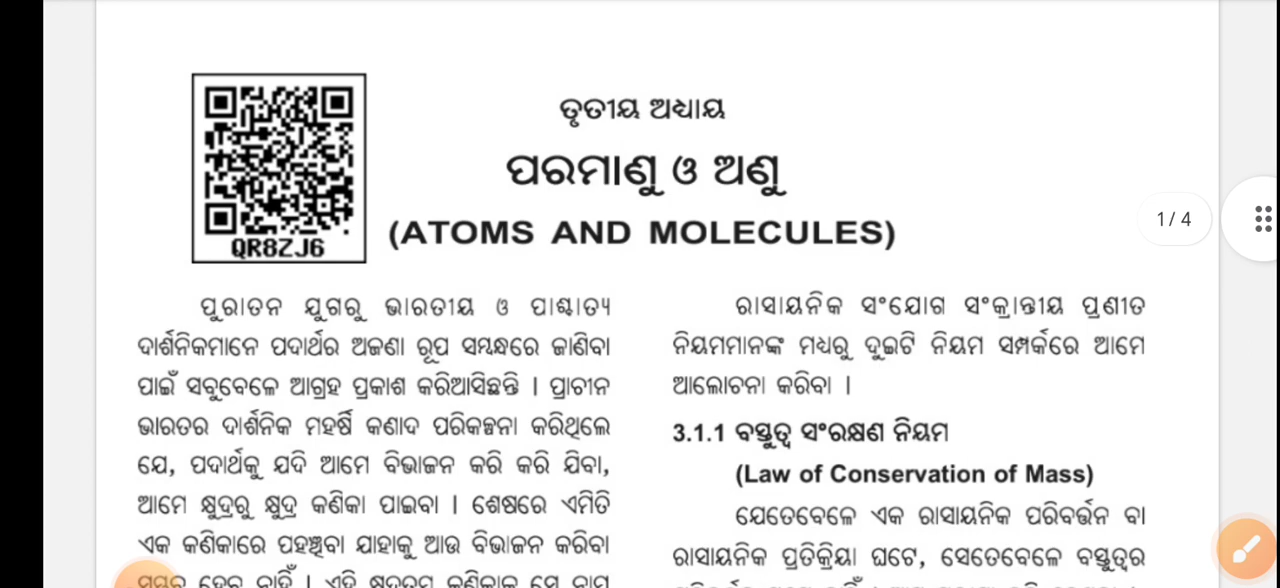 ତୃତୀୟ ଅଧ୍ୟାୟ
ପରମାଣୁ ଓ ଅଣୁ
(ATOMS AND MOLECULES)
QR8ZJ6
1 / 4
ପୁରାତନ ଯୁଗରୁ ଭାରତୀୟ ଓ ପାଶ୍ଚାତ୍ୟ
ଦାର୍ଶନିକମାନେ ପଦାର୍ଥର ଅଜଣା ରୂପ ସମ୍ବନ୍ଧରେ ଜାଣିବା
ପାଇଁ ସବୁବେଳେ ଆଗ୍ରହ ପ୍ରକାଶ କରିଆସିଛନ୍ତି । ପ୍ରାଚୀନ
ଭାରତର ଦାର୍ଶନିକ ମହର୍ଷି କଣାଦ ପରିକଳ୍ପନା କରିଥିଲେ
ଯେ, ପଦାର୍ଥକୁ ଯଦି ଆମେ ବିଭାଜନ କରି କରି ଯିବା,
ଆମେ କ୍ଷୁଦ୍ରରୁ କ୍ଷୁଦ୍ର କଣିକା ପାଇବା । ଶେଷରେ ଏମିତି
ଏକ କଣିକାରେ ପହଞ୍ଚିବା ଯାହାକୁ ଆଉ ବିଭାଜନ କରିବା
ରାସାୟନିକ ସଂଯୋଗ ସଂକ୍ରାନ୍ତୀୟ ପ୍ରଣୀତ
ନିୟମମାନଙ୍କ ମଧ୍ୟରୁ ଦୁଇଟି ନିୟମ ସମ୍ପର୍କରେ ଆମେ
ଆଲୋଚନା କରିବା ।
3.1.1 ବସ୍ତୁତ୍ୱ ସଂରକ୍ଷଣ ନିୟମ
(Law of Conservation of Mass)
ଯେତେବେଳେ ଏକ ରାସାୟନିକ ପରିବର୍ତ୍ତନ ବା
ରାସାୟନିକ ପ୍ରତିକ୍ରିୟା ଘଟେ, ସେତେବେଳେ ବସ୍ତୁତ୍ୱର